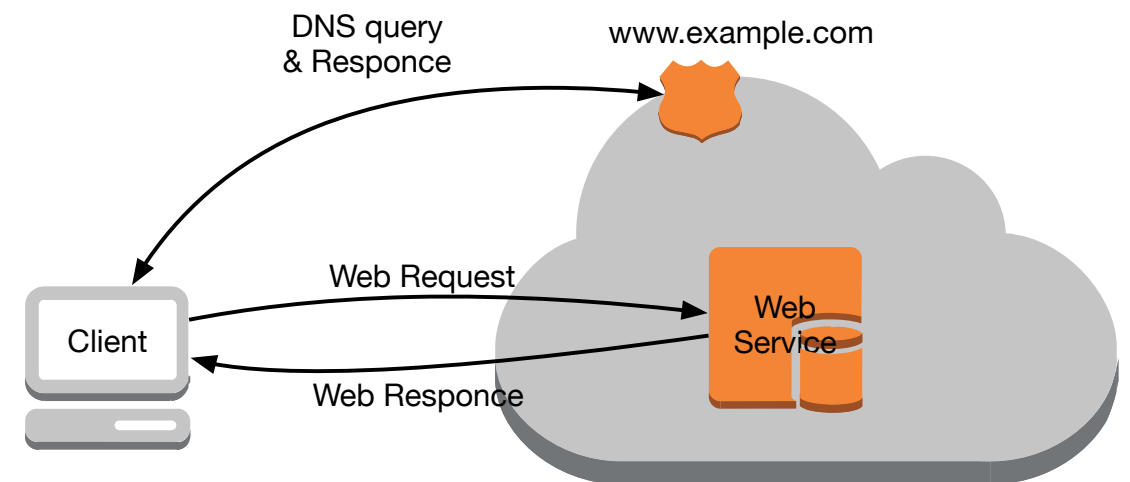 DNS query
& Responce
www.example.com
Web Request
Client
Web
Service
Web Responce